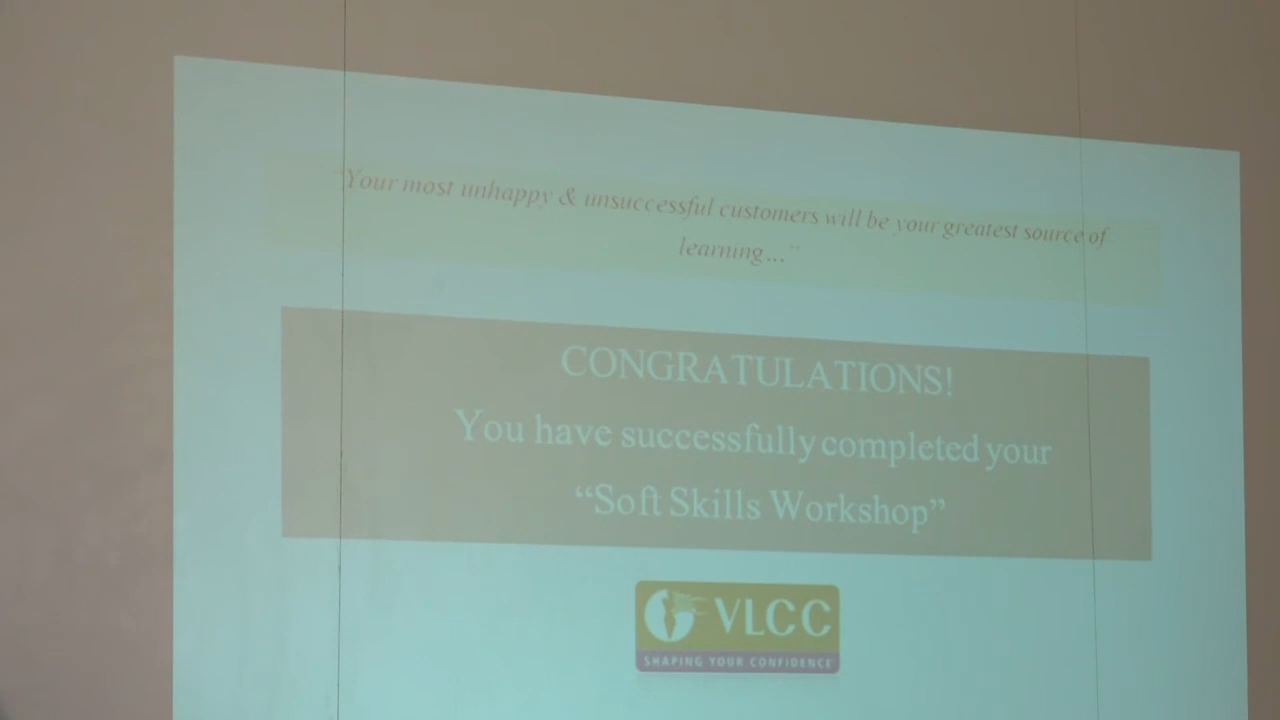 "Your most unhappy & unsuccessful customers will be your greatest source of
learning..."
CONGRATULATIONS!
You have successfully completed your
“Soft Skills Workshop”
VLCC
SHAPING YOUR CONFIDENCE